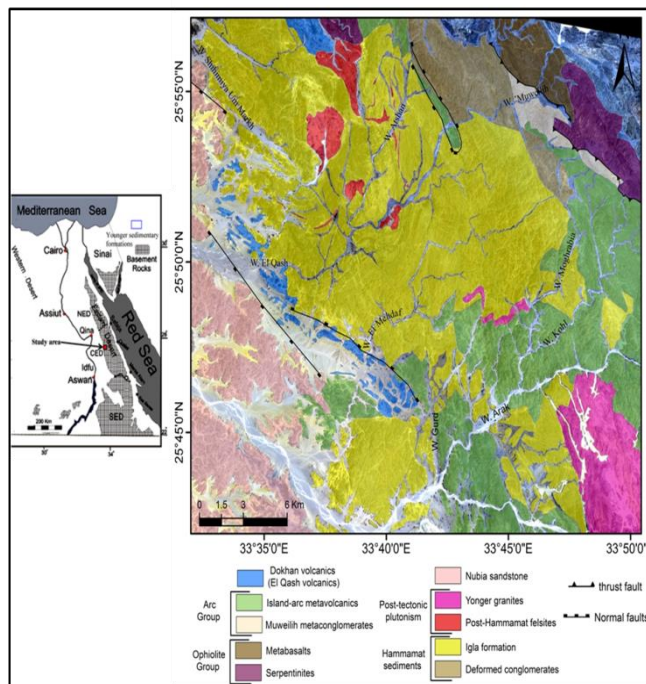 Mediterranean Sea
Younger sedimentary
formations
Basement
Rocks
Cairo
Sinai
Western Desert
Assiut
NED
Qina
Study area
CED
Red Sea
Idfu
Aswan
SED
200 Km
25°55'0"N
25°50'0"N
25°45'0"N
W. El Qash
W. El Mehdaf
W. Muwe
W. Moghrabia
W. Kohl
W. Arak
W. Gurd
0 1.5 3 6 Km
33°35'0"E
33°40'0"E
33°45'0"E
33°50'0"E
Dokhan volcanics
(El Qash volcanics)
Arc
Group
Island-arc metavolcanics
Muweilih metaconglomerates
Ophiolite
Group
Metabasalts
Serpentinites
Nubia sandstone
Post-tectonic
plutonism
Yonger granites
Post-Hammamat felsites
Hammamat
sediments
Igla formation
Deformed conglomerates
thrust fault
Normal faults